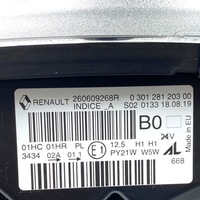 RENAULT 260609268R 0 301 281 203 00
INDICE _A S02 0133 18.08.19
B0
Made in EU
01HC 01HR PL E1 12,5 H1 H1
3434 02A 01 1 PY21W W5W AL
668